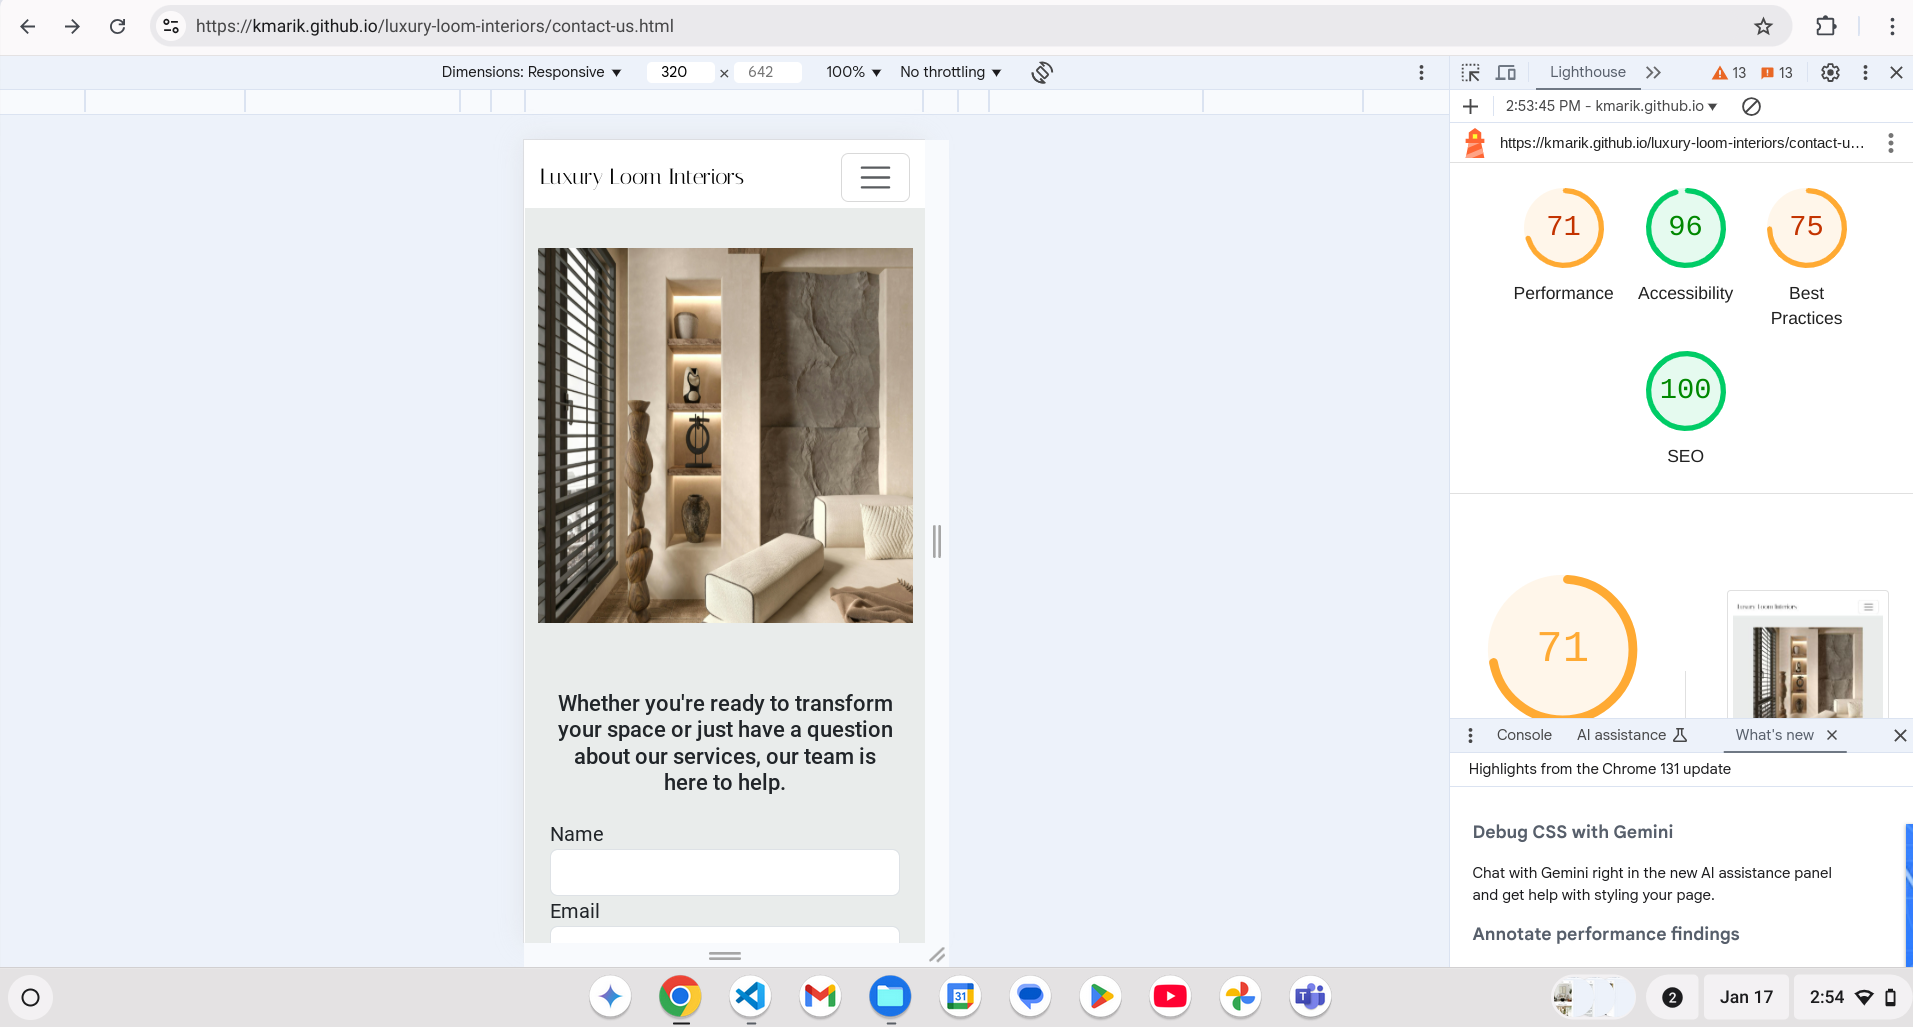 https://kmarik.github.io/luxury-loom-interiors/contact-us.html
Dimensions: Responsive ▼ 320 × 642 100% ▼ No throttling ▼
Lighthouse 13 13
2:53:45 PM - kmarik.github.io ▼
https://kmarik.github.io/luxury-loom-interiors/contact-u…
71 96 75
Performance Accessibility Best
Practices
100
SEO
71
Luxury Loom Interiors
Console AI assistance What's new
Highlights from the Chrome 131 update
Debug CSS with Gemini
Chat with Gemini right in the new AI assistance panel
and get help with styling your page.
Annotate performance findings
Luxury Loom Interiors
Whether you're ready to transform
your space or just have a question
about our services, our team is
here to help.
Name
Email
31
2 Jan 17 2:54